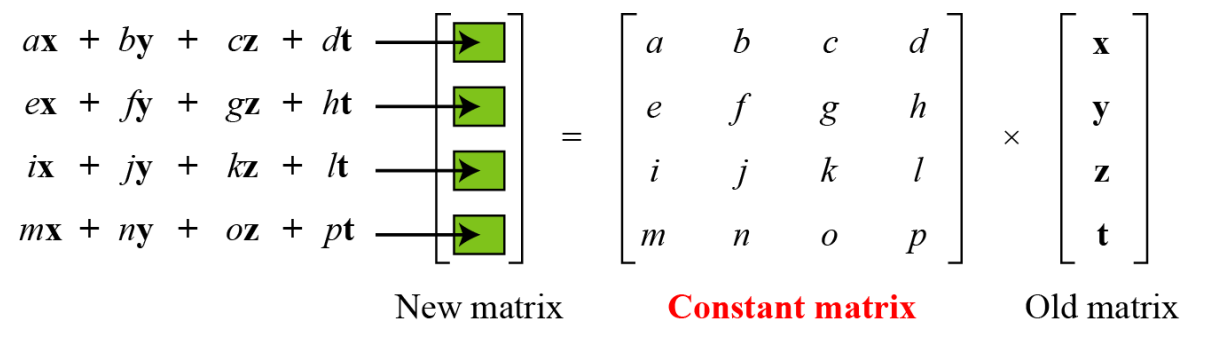 ax + by + cz + dt
ex + fy + gz + ht
ix + jy + kz + lt
mx + ny + oz + pt
=
a b c d
e f g h
i j k l
m n o p
×
x
y
z
t
New matrix
Constant matrix
Old matrix